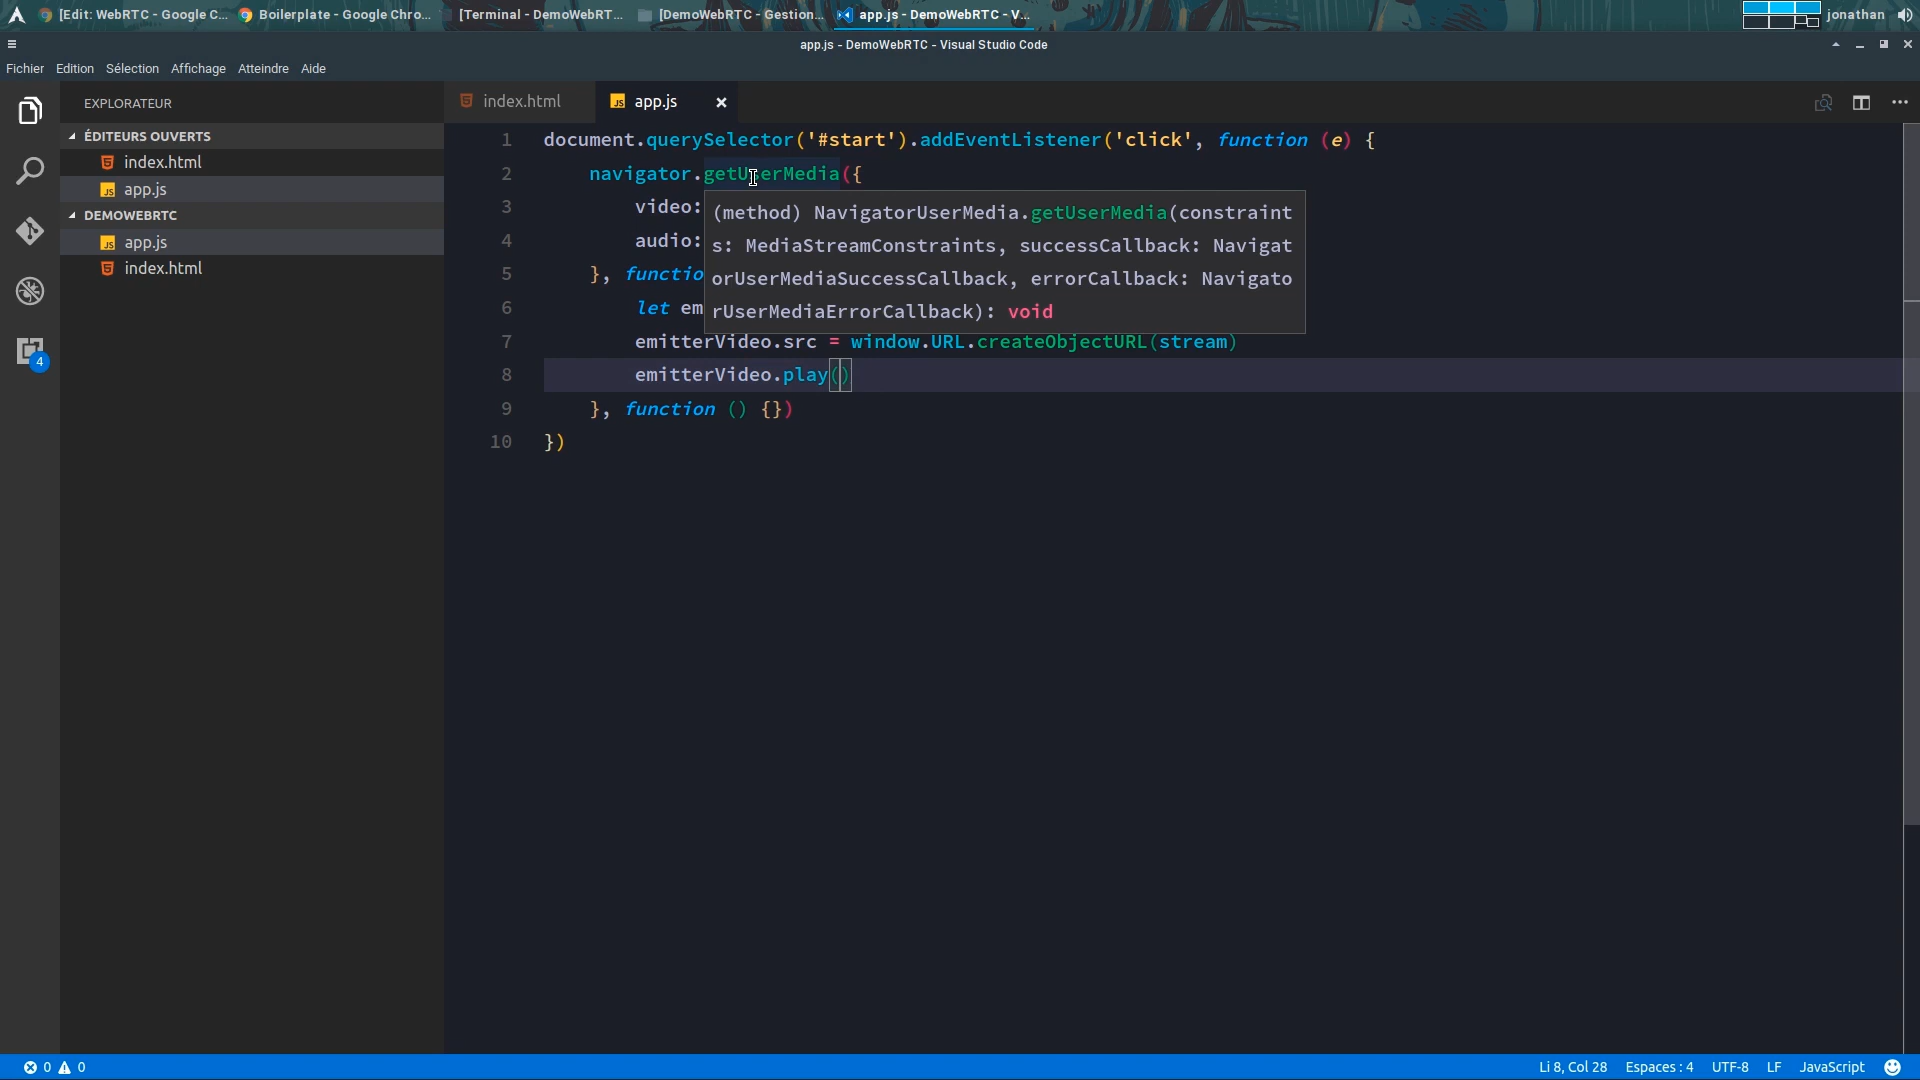 [Edit: WebRTC - Google C... Boilerplate - Google Chro... [Terminal - DemoWebRT... [DemoWebRTC - Gestion... app.js - DemoWebRTC - V... jonathan
app.js - DemoWebRTC - Visual Studio Code
Fichier Edition Sélection Affichage Atteindre Aide
EXPLORATEUR
ÉDITEURS OUVERTS
index.html
app.js
DEMOWEBRTC
app.js
index.html
4
index.html app.js
1 document.querySelector('#start').addEventListener('click', function (e) {
2 navigator.getUserMedia({
3 video:
4 audio:
5 }, functio
6 let em
(method) NavigatorUserMedia.getUserMedia(constraint
s: MediaStreamConstraints, successCallback: Navigat
orUserMediaSuccessCallback, errorCallback: Navigato
rUserMediaErrorCallback): void
7 emitterVideo.src = window.URL.createObjectURL(stream)
8 emitterVideo.play()
9 }, function () {})
10 })
0 0 Li 8, Col 28 Espaces : 4 UTF-8 LF JavaScript